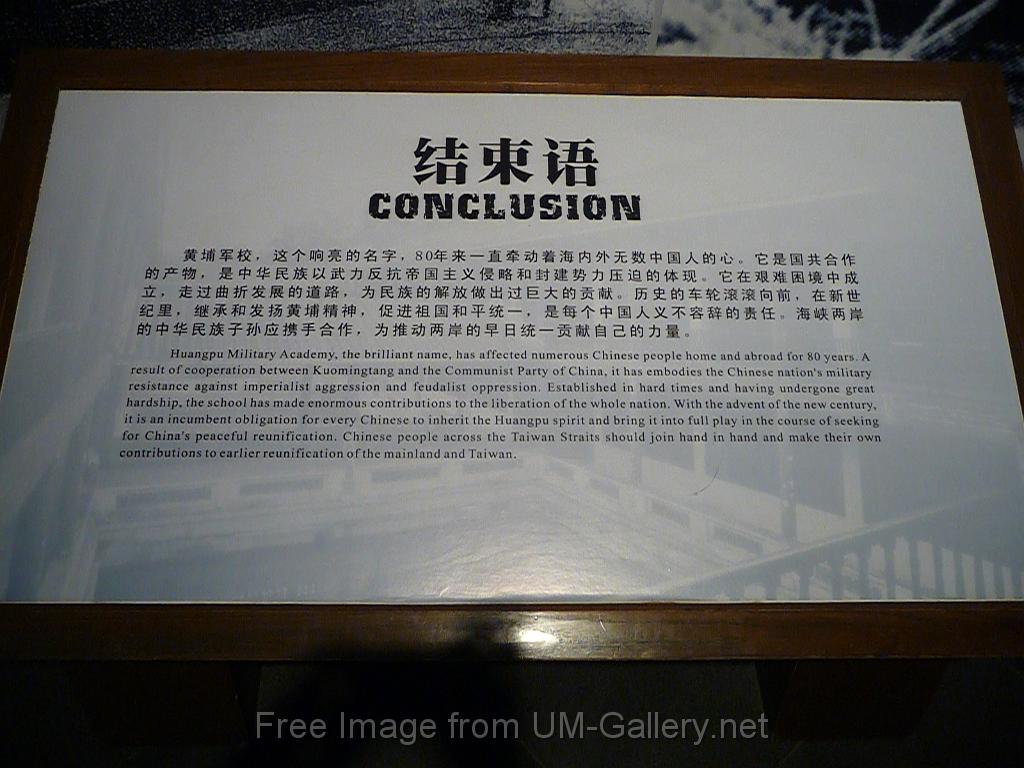 结束语
CONCLUSION
黄埔军校，这个响亮的名字，80年来一直牵动着海内外无数中国人的心。它是国共合作
的产物，是中华民族以武力反抗帝国主义侵略和封建势力压迫的体现。它在艰难困境中成
立，走过曲折发展的道路，为民族的解放做出过巨大的贡献。历史的车轮滚滚向前，在新世
纪里，继承和发扬黄埔精神，促进祖国和平统一，是每个中国人义不容辞的责任。海峡两岸
的中华民族子孙应携手合作，为推动两岸的早日统一贡献自己的力量。
Huangpu Military Academy, the brilliant name, has affected numerous Chinese people home and abroad for 80 years. A
result of cooperation between Kuomingtang and the Communist Party of China, it has embodies the Chinese nation's military
resistance against imperialist aggression and feudalist oppression. Established in hard times and having undergone great
hardship, the school has made enormous contributions to the liberation of the whole nation. With the advent of the new century,
it is an incumbent obligation for every Chinese to inherit the Huangpu spirit and bring it into full play in the course of seeking
for China's peaceful reunification. Chinese people across the Taiwan Straits should join hand in hand and make their own
contributions to earlier reunification of the mainland and Taiwan.
Free Image from UM-Gallery.net